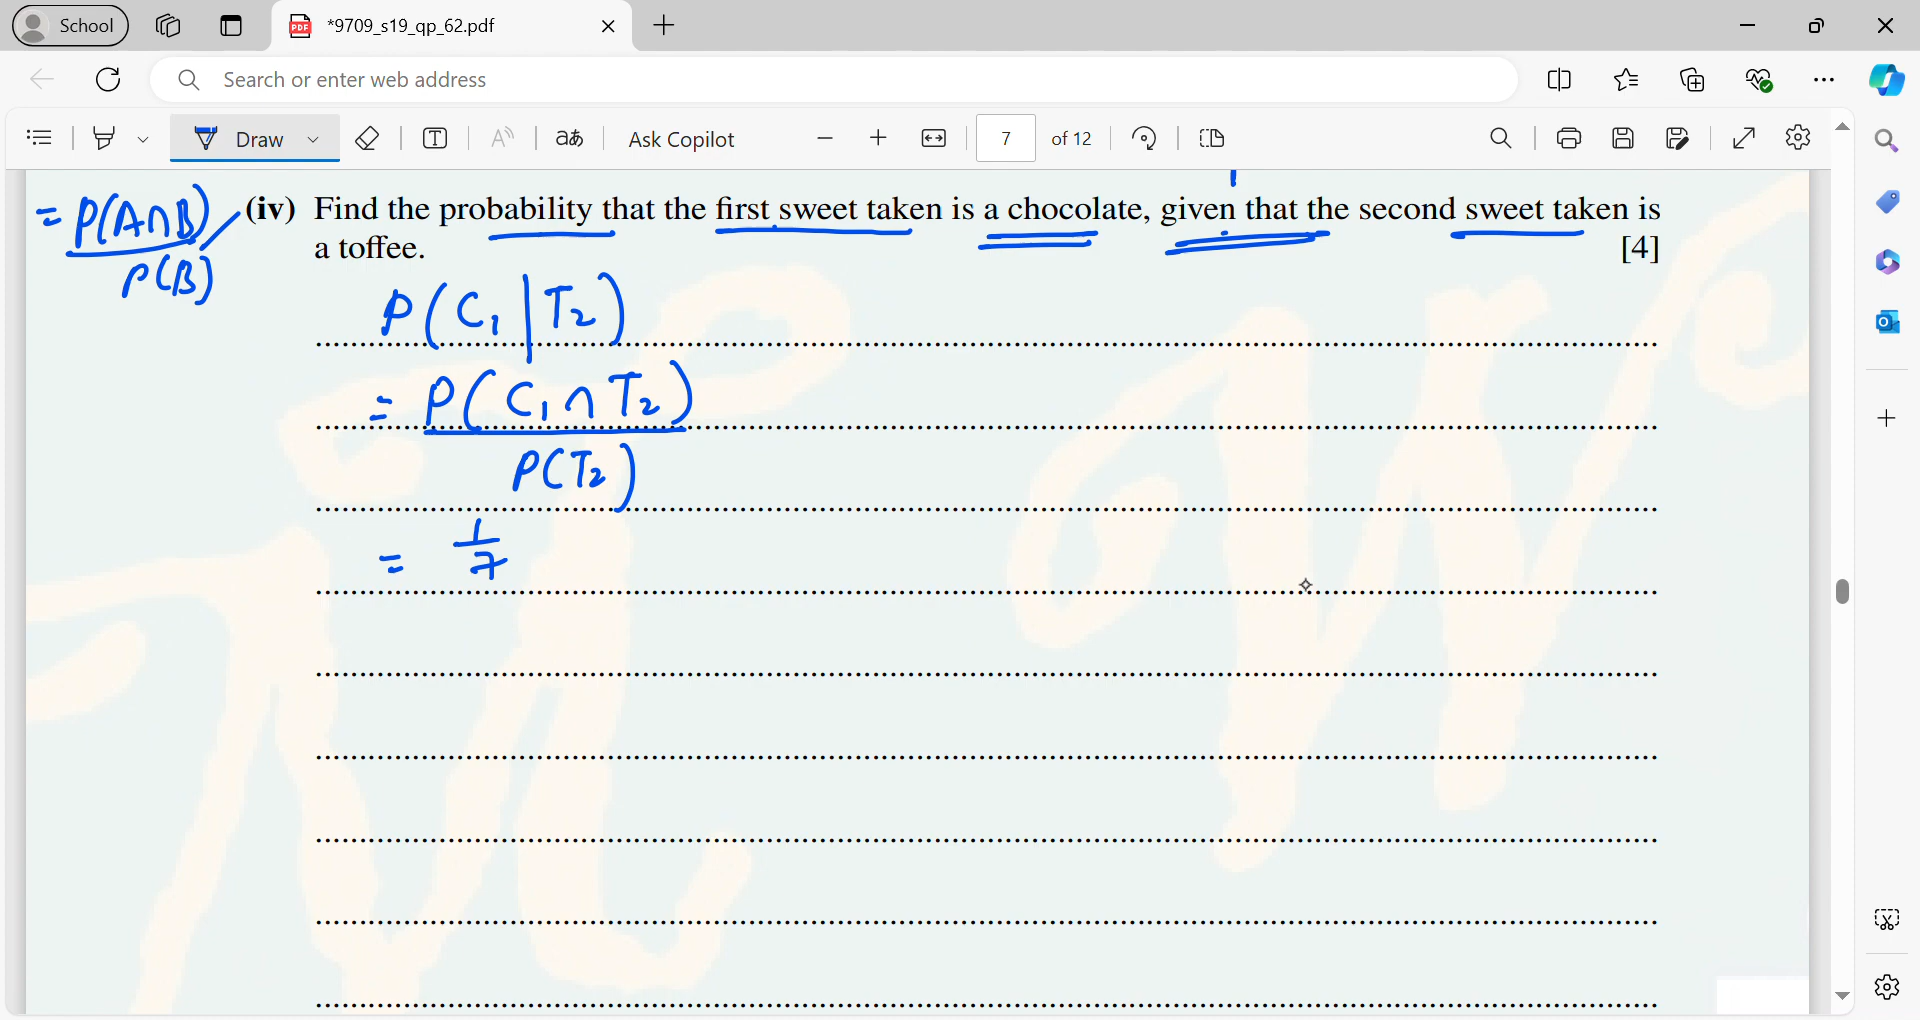 School
*9709_s19_qp_62.pdf
Search or enter web address
Draw
T
A
aあ
Ask Copilot
7
of 12
= P(A∩B)
P(B)
(iv) Find the probability that the first sweet taken is a chocolate, given that the second sweet taken is
a toffee.
[4]
P(C₁|T₂)
= P(C₁∩T₂)
P(T₂)
= 1
7